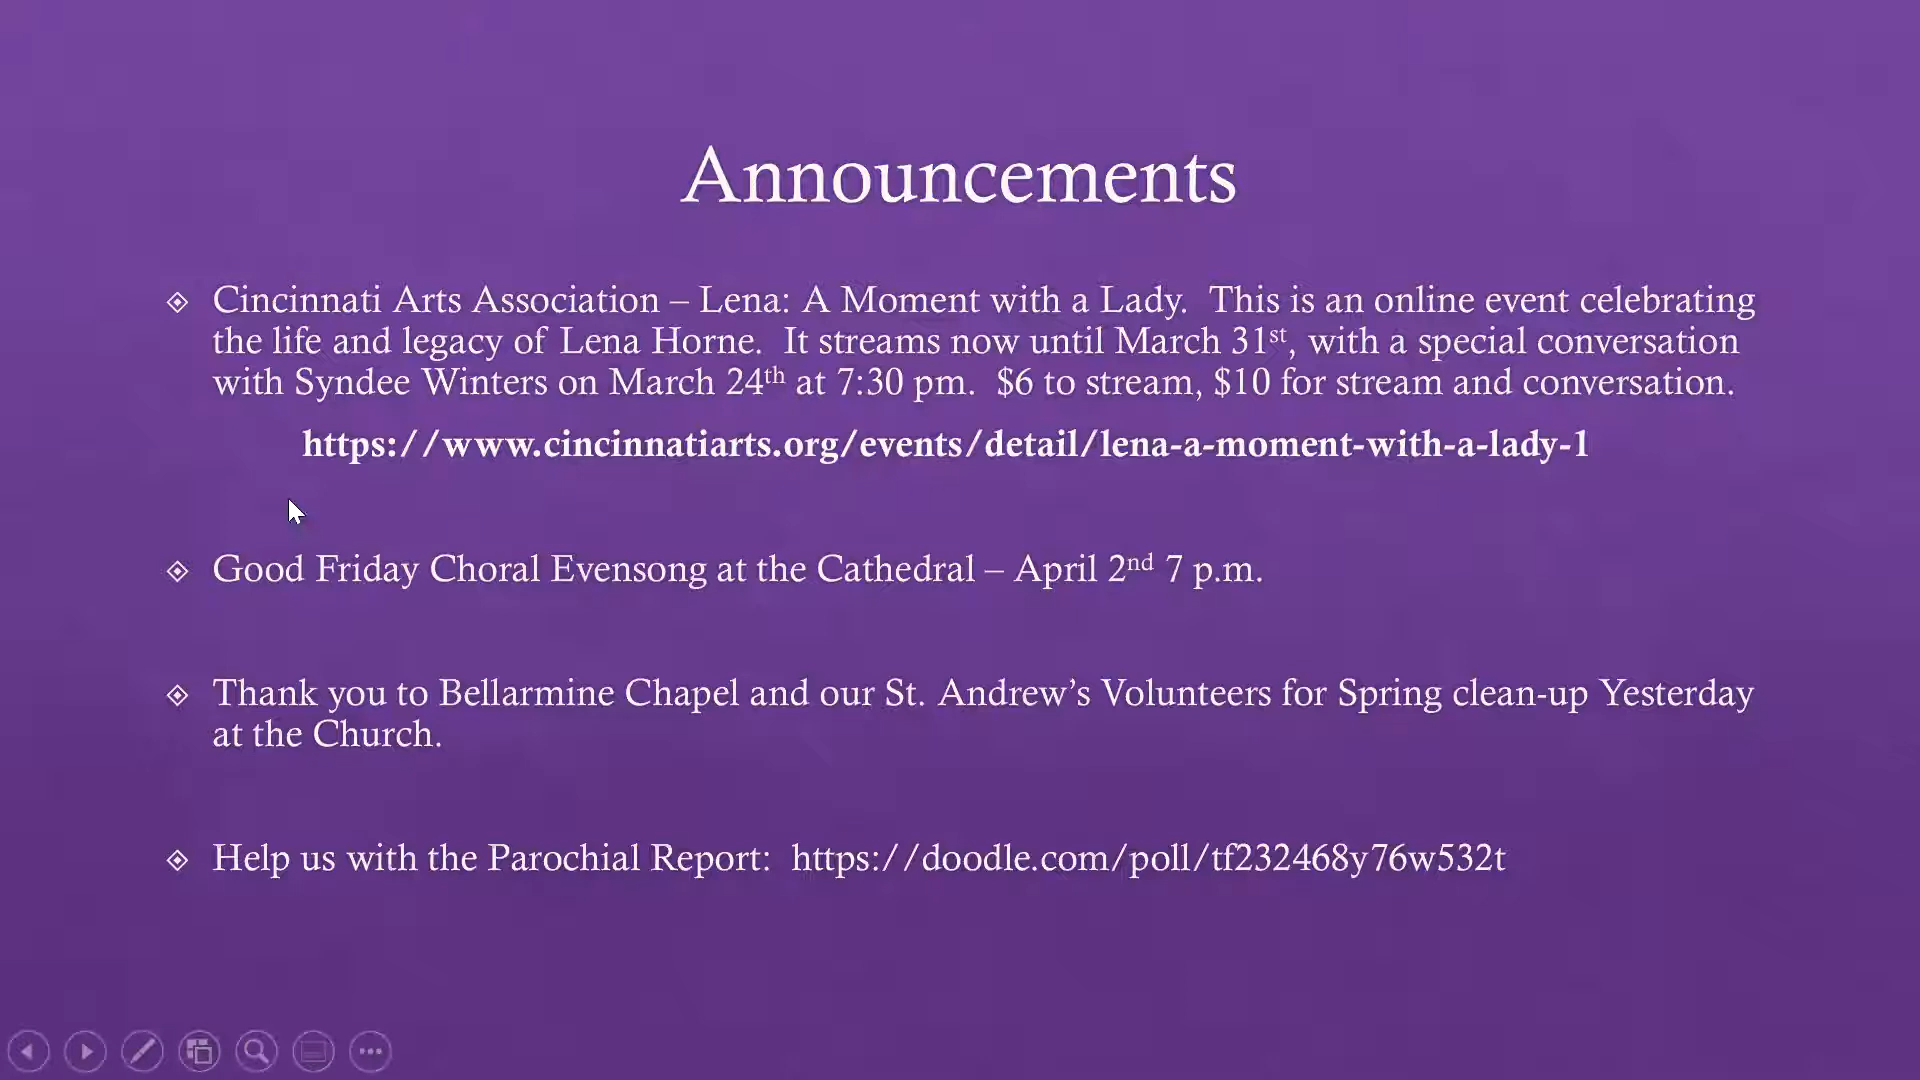 Announcements
Cincinnati Arts Association – Lena: A Moment with a Lady.  This is an online event celebrating
the life and legacy of Lena Horne.  It streams now until March 31st, with a special conversation
with Syndee Winters on March 24th at 7:30 pm.  $6 to stream, $10 for stream and conversation.
https://www.cincinnatiarts.org/events/detail/lena-a-moment-with-a-lady-1
Good Friday Choral Evensong at the Cathedral – April 2nd 7 p.m.
Thank you to Bellarmine Chapel and our St. Andrew’s Volunteers for Spring clean-up Yesterday
at the Church.
Help us with the Parochial Report:  https://doodle.com/poll/tf232468y76w532t